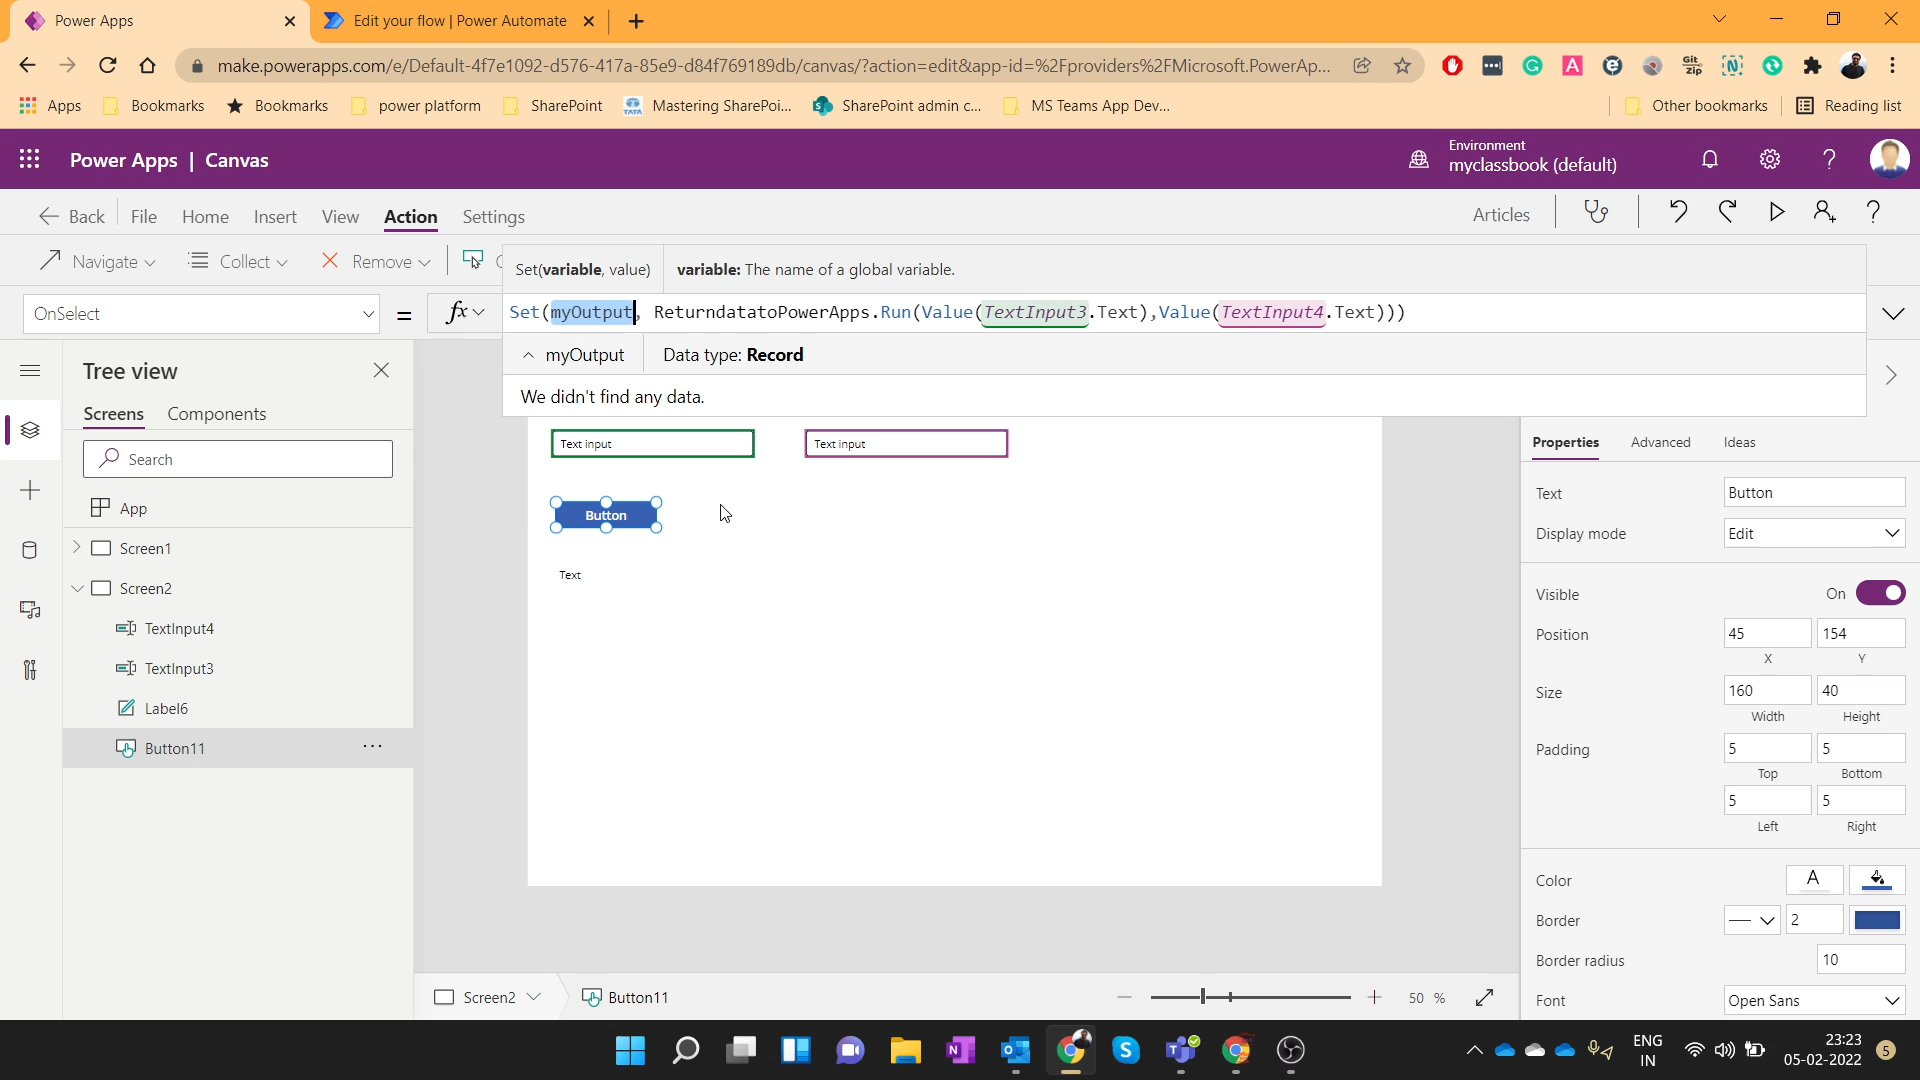 Power Apps
Edit your flow | Power Automate
make.powerapps.com/e/Default-4f7e1092-d576-417a-85e9-d84f769189db/canvas/?action=edit&app-id=%2Fproviders%2FMicrosoft.PowerAp...
Git
zip
Apps
Bookmarks
Bookmarks
power platform
SharePoint
TATA
Mastering SharePoi...
SharePoint admin c...
MS Teams App Dev...
Other bookmarks
Reading list
Power Apps | Canvas
Environment
myclassbook (default)
Back
File
Home
Insert
View
Action
Settings
Articles
Navigate
Collect
Remove
Set(variable, value)
variable: The name of a global variable.
OnSelect
=
fx
Set(myOutput, ReturndatatoPowerApps.Run(Value(TextInput3.Text),Value(TextInput4.Text)))
myOutput
Data type: Record
We didn't find any data.
Tree view
Screens
Components
Search
App
Screen1
Screen2
TextInput4
TextInput3
Label6
Button11
Text input
Text input
Button
Text
Properties
Advanced
Ideas
Text
Button
Display mode
Edit
Visible
On
Position
45
154
X
Y
Size
160
40
Width
Height
Padding
5
5
Top
Bottom
5
5
Left
Right
Color
A
Border
2
Border radius
10
Font
Open Sans
Screen2
Button11
50 %
ENG
IN
23:23
05-02-2022
5